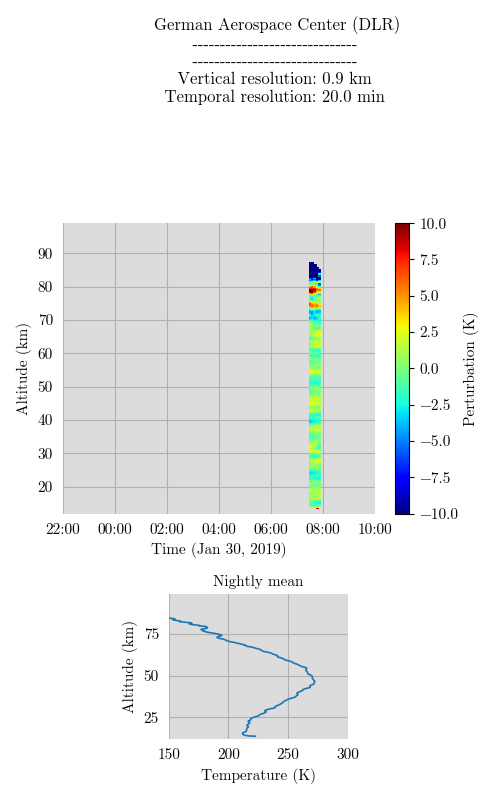 German Aerospace Center (DLR)
------------------------------
------------------------------
Vertical resolution: 0.9 km
Temporal resolution: 20.0 min
90
80
70
60
50
40
30
20
Altitude (km)
22:00 00:00 02:00 04:00 06:00 08:00 10:00
Time (Jan 30, 2019)
10.0
7.5
5.0
2.5
0.0
−2.5
−5.0
−7.5
−10.0
Perturbation (K)
Nightly mean
75
50
25
Altitude (km)
150 200 250 300
Temperature (K)